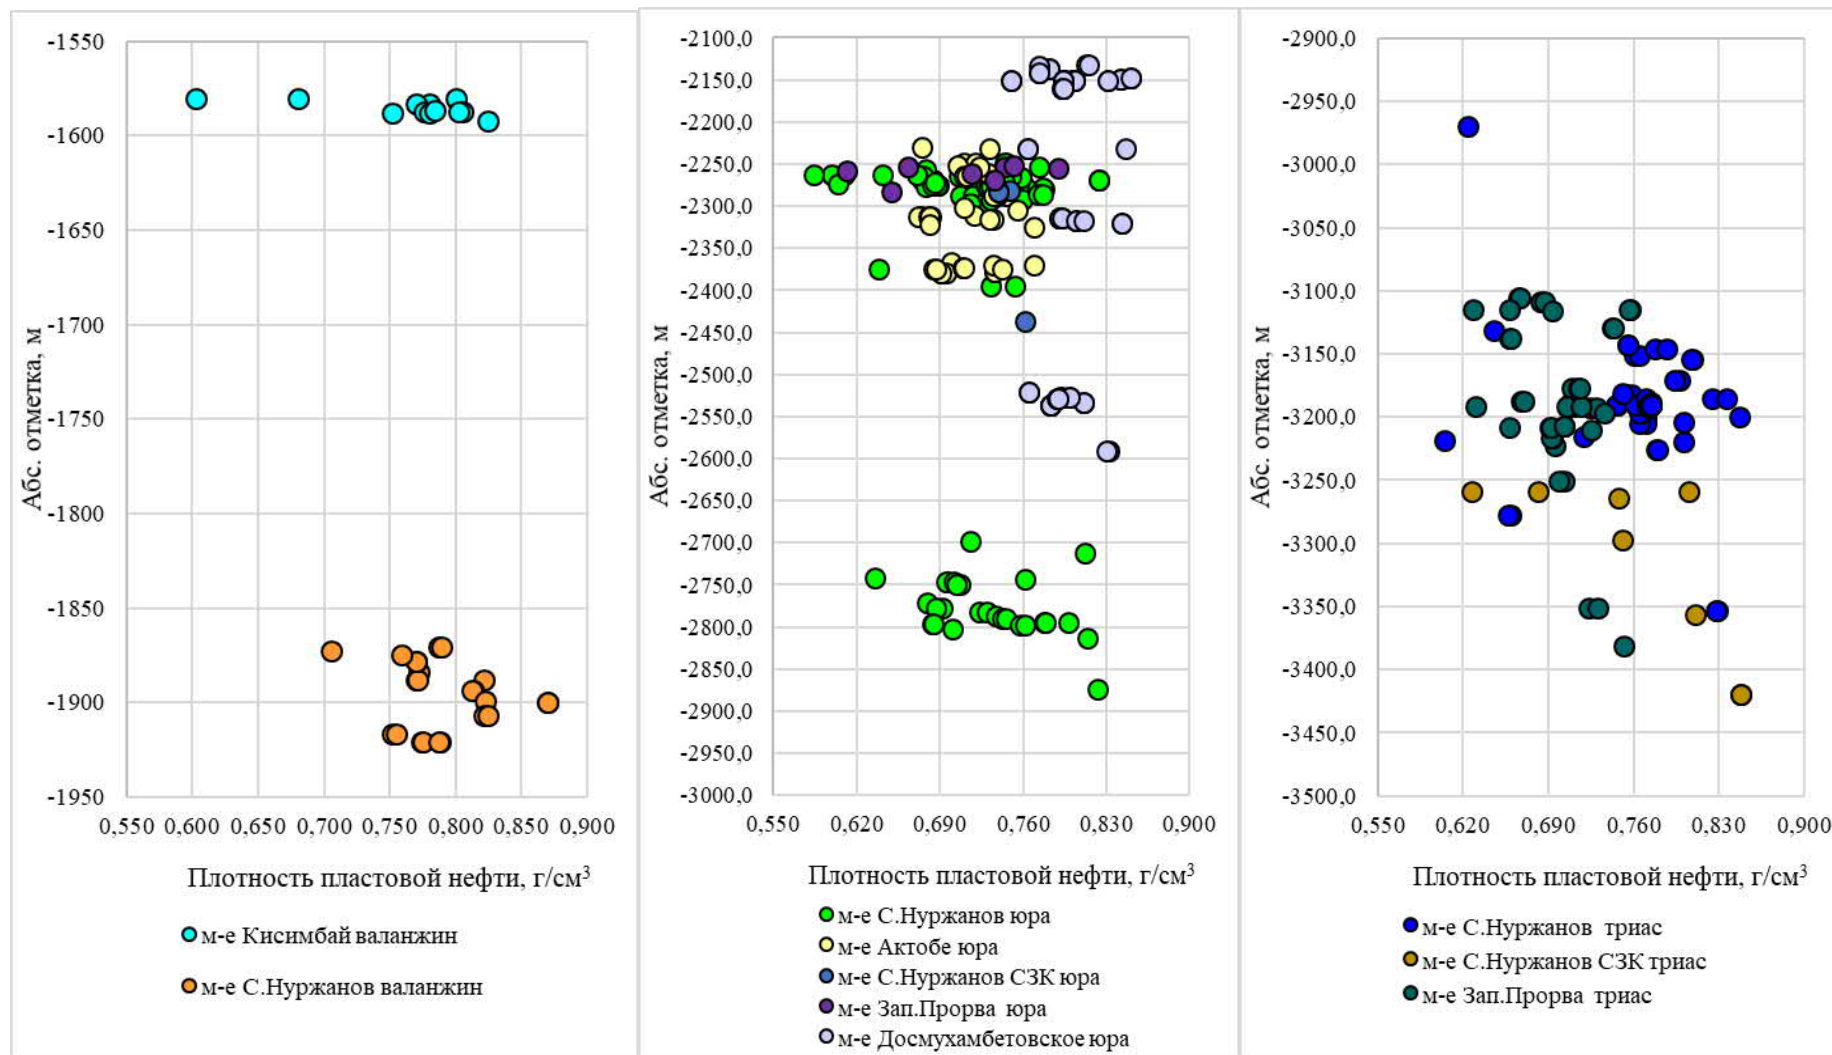 Абс. отметка, м
-1550
-1600
-1650
-1700
-1750
-1800
-1850
-1900
-1950
0,550 0,600 0,650 0,700 0,750 0,800 0,850 0,900
Плотность пластовой нефти, г/см³
м-е Кисимбай валанжин
м-е С.Нуржанов валанжин
Абс. отметка, м
-2100,0
-2150,0
-2200,0
-2250,0
-2300,0
-2350,0
-2400,0
-2450,0
-2500,0
-2550,0
-2600,0
-2650,0
-2700,0
-2750,0
-2800,0
-2850,0
-2900,0
-2950,0
-3000,0
0,550 0,620 0,690 0,760 0,830 0,900
Плотность пластовой нефти, г/см³
м-е С.Нуржанов юра
м-е Актобе юра
м-е С.Нуржанов СЗК юра
м-е Зап.Прорва юра
м-е Досмухамбетовское юра
Абс. отметка, м
-2900,0
-2950,0
-3000,0
-3050,0
-3100,0
-3150,0
-3200,0
-3250,0
-3300,0
-3350,0
-3400,0
-3450,0
-3500,0
0,550 0,620 0,690 0,760 0,830 0,900
Плотность пластовой нефти, г/см³
м-е С.Нуржанов триас
м-е С.Нуржанов СЗК триас
м-е Зап.Прорва триас